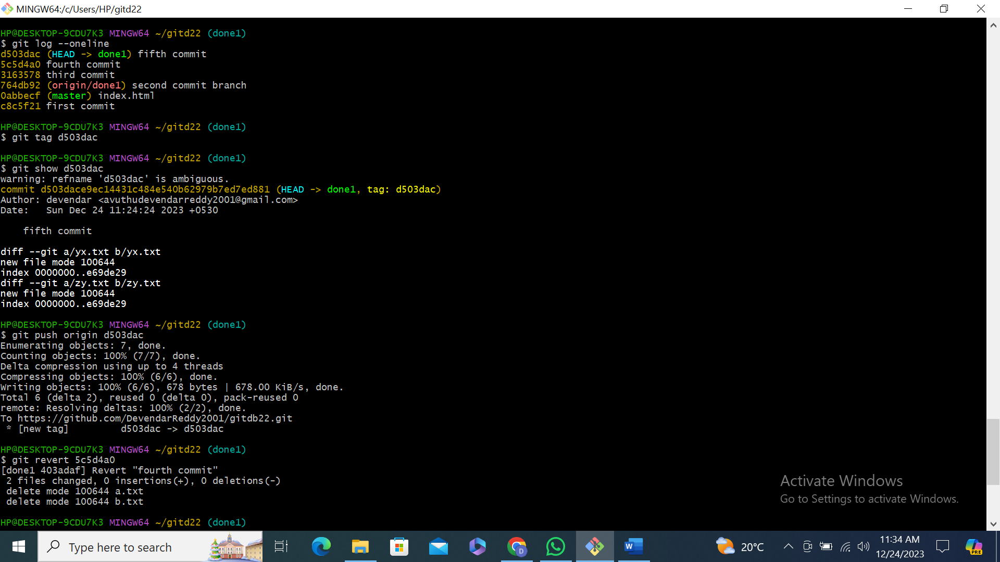 MINGW64:/c/Users/HP/gitd22
HP@DESKTOP-9CDU7K3 MINGW64 ~/gitd22 (done1)
$ git log --oneline
d503dac (HEAD -> done1) fifth commit
5c5d4a0 fourth commit
3163578 third commit
764db92 (origin/done1) second commit branch
0abbecf (master) index.html
c8c5f21 first commit
HP@DESKTOP-9CDU7K3 MINGW64 ~/gitd22 (done1)
$ git tag d503dac
HP@DESKTOP-9CDU7K3 MINGW64 ~/gitd22 (done1)
$ git show d503dac
warning: refname 'd503dac' is ambiguous.
commit d503dace9ec14431c484e540b62979b7ed7ed881 (HEAD -> done1, tag: d503dac)
Author: devendar <avuthudevendarreddy2001@gmail.com>
Date:   Sun Dec 24 11:24:24 2023 +0530
    fifth commit
diff --git a/yx.txt b/yx.txt
new file mode 100644
index 0000000..e69de29
diff --git a/zy.txt b/zy.txt
new file mode 100644
index 0000000..e69de29
HP@DESKTOP-9CDU7K3 MINGW64 ~/gitd22 (done1)
$ git push origin d503dac
Enumerating objects: 7, done.
Counting objects: 100% (7/7), done.
Delta compression using up to 4 threads
Compressing objects: 100% (6/6), done.
Writing objects: 100% (6/6), 678 bytes | 678.00 KiB/s, done.
Total 6 (delta 2), reused 0 (delta 0), pack-reused 0
remote: Resolving deltas: 100% (2/2), done.
To https://github.com/DevendarReddy2001/gitdb22.git
 * [new tag]         d503dac -> d503dac
HP@DESKTOP-9CDU7K3 MINGW64 ~/gitd22 (done1)
$ git revert 5c5d4a0
[done1 403adaf] Revert "fourth commit"
 2 files changed, 0 insertions(+), 0 deletions(-)
 delete mode 100644 a.txt
 delete mode 100644 b.txt
HP@DESKTOP-9CDU7K3 MINGW64 ~/gitd22 (done1)
Activate Windows
Go to Settings to activate Windows.
Type here to search
D
W
20°C
11:34 AM
12/24/2023
PRE